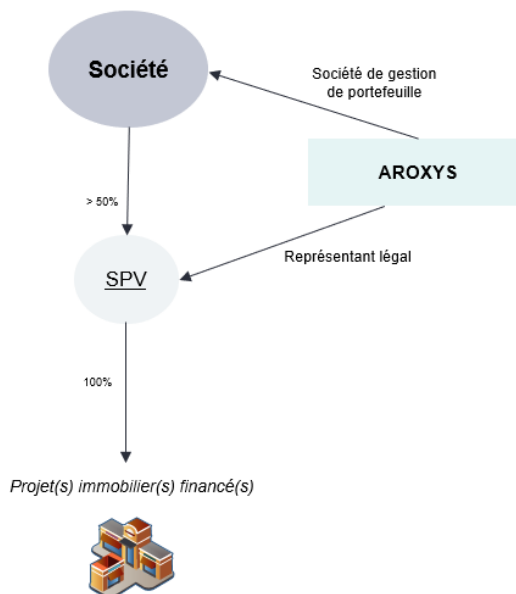 Société
Société de gestion
de portefeuille
AROXYS
> 50%
Représentant légal
SPV
100%
Projet(s) immobilier(s) financé(s)